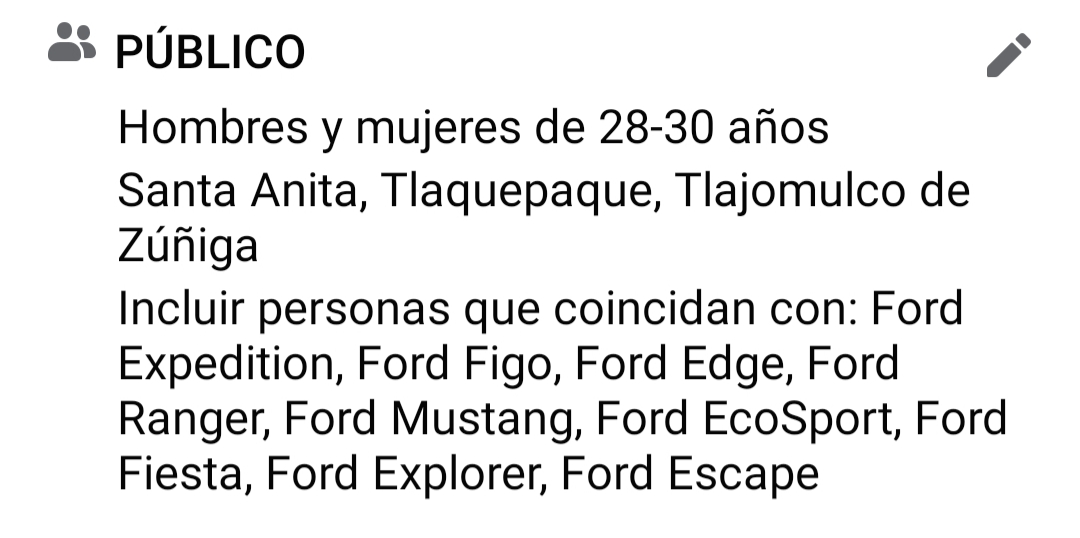 PÚBLICO
Hombres y mujeres de 28-30 años
Santa Anita, Tlaquepaque, Tlajomulco de
Zúñiga
Incluir personas que coincidan con: Ford
Expedition, Ford Figo, Ford Edge, Ford
Ranger, Ford Mustang, Ford EcoSport, Ford
Fiesta, Ford Explorer, Ford Escape